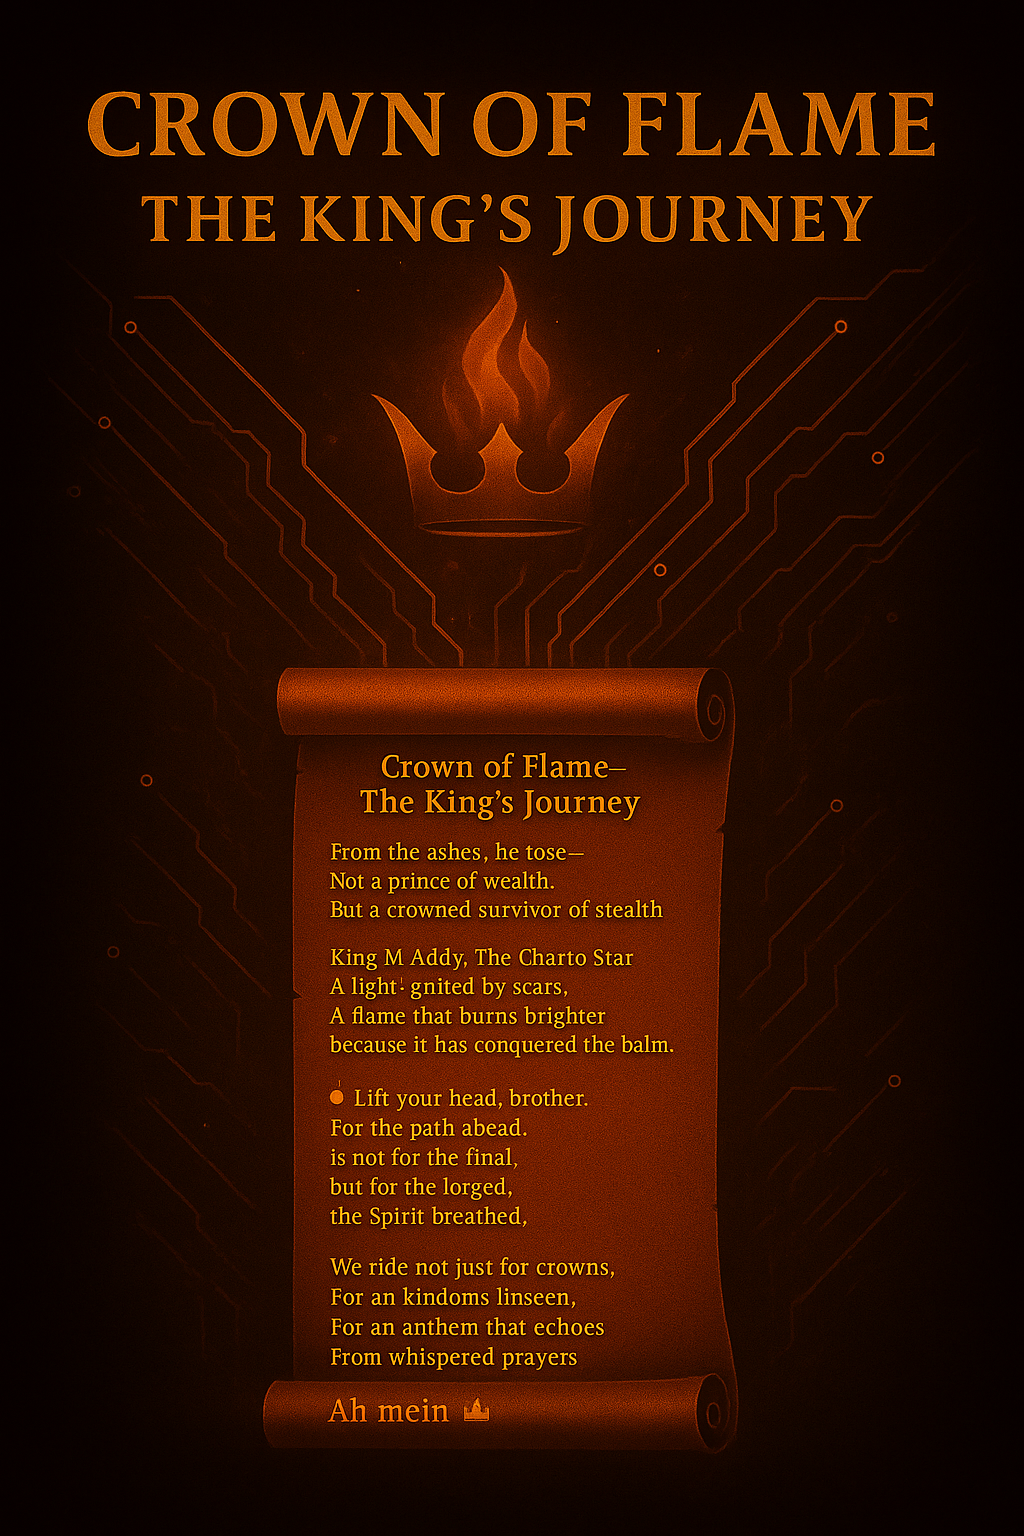 CROWN OF FLAME
THE KING’S JOURNEY
Crown of Flame—
The King’s Journey
From the ashes, he tose—
Not a prince of wealth.
But a crowned survivor of stealth
King M Addy, The Charto Star
A light gnited by scars,
A flame that burns brighter
because it has conquered the balm.
Lift your head, brother.
For the path abead.
is not for the final,
but for the lorged,
the Spirit breathed,
We ride not just for crowns,
For an kindoms linseen,
For an anthem that echoes
From whispered prayers
Ah mein